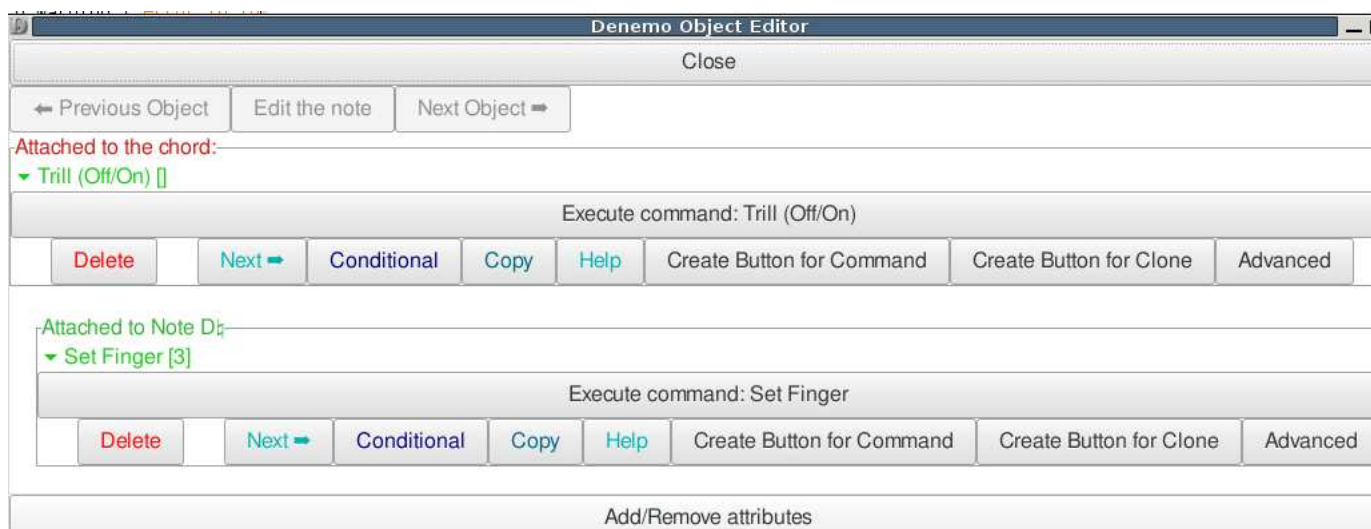 Denemo Object Editor
Close
⬅ Previous Object Edit the note Next Object ➡
Attached to the chord:
Trill (Off/On) []
Execute command: Trill (Off/On)
Delete Next ➡ Conditional Copy Help Create Button for Command Create Button for Clone Advanced
Attached to Note D♮
Set Finger [3]
Execute command: Set Finger
Delete Next ➡ Conditional Copy Help Create Button for Command Create Button for Clone Advanced
Add/Remove attributes